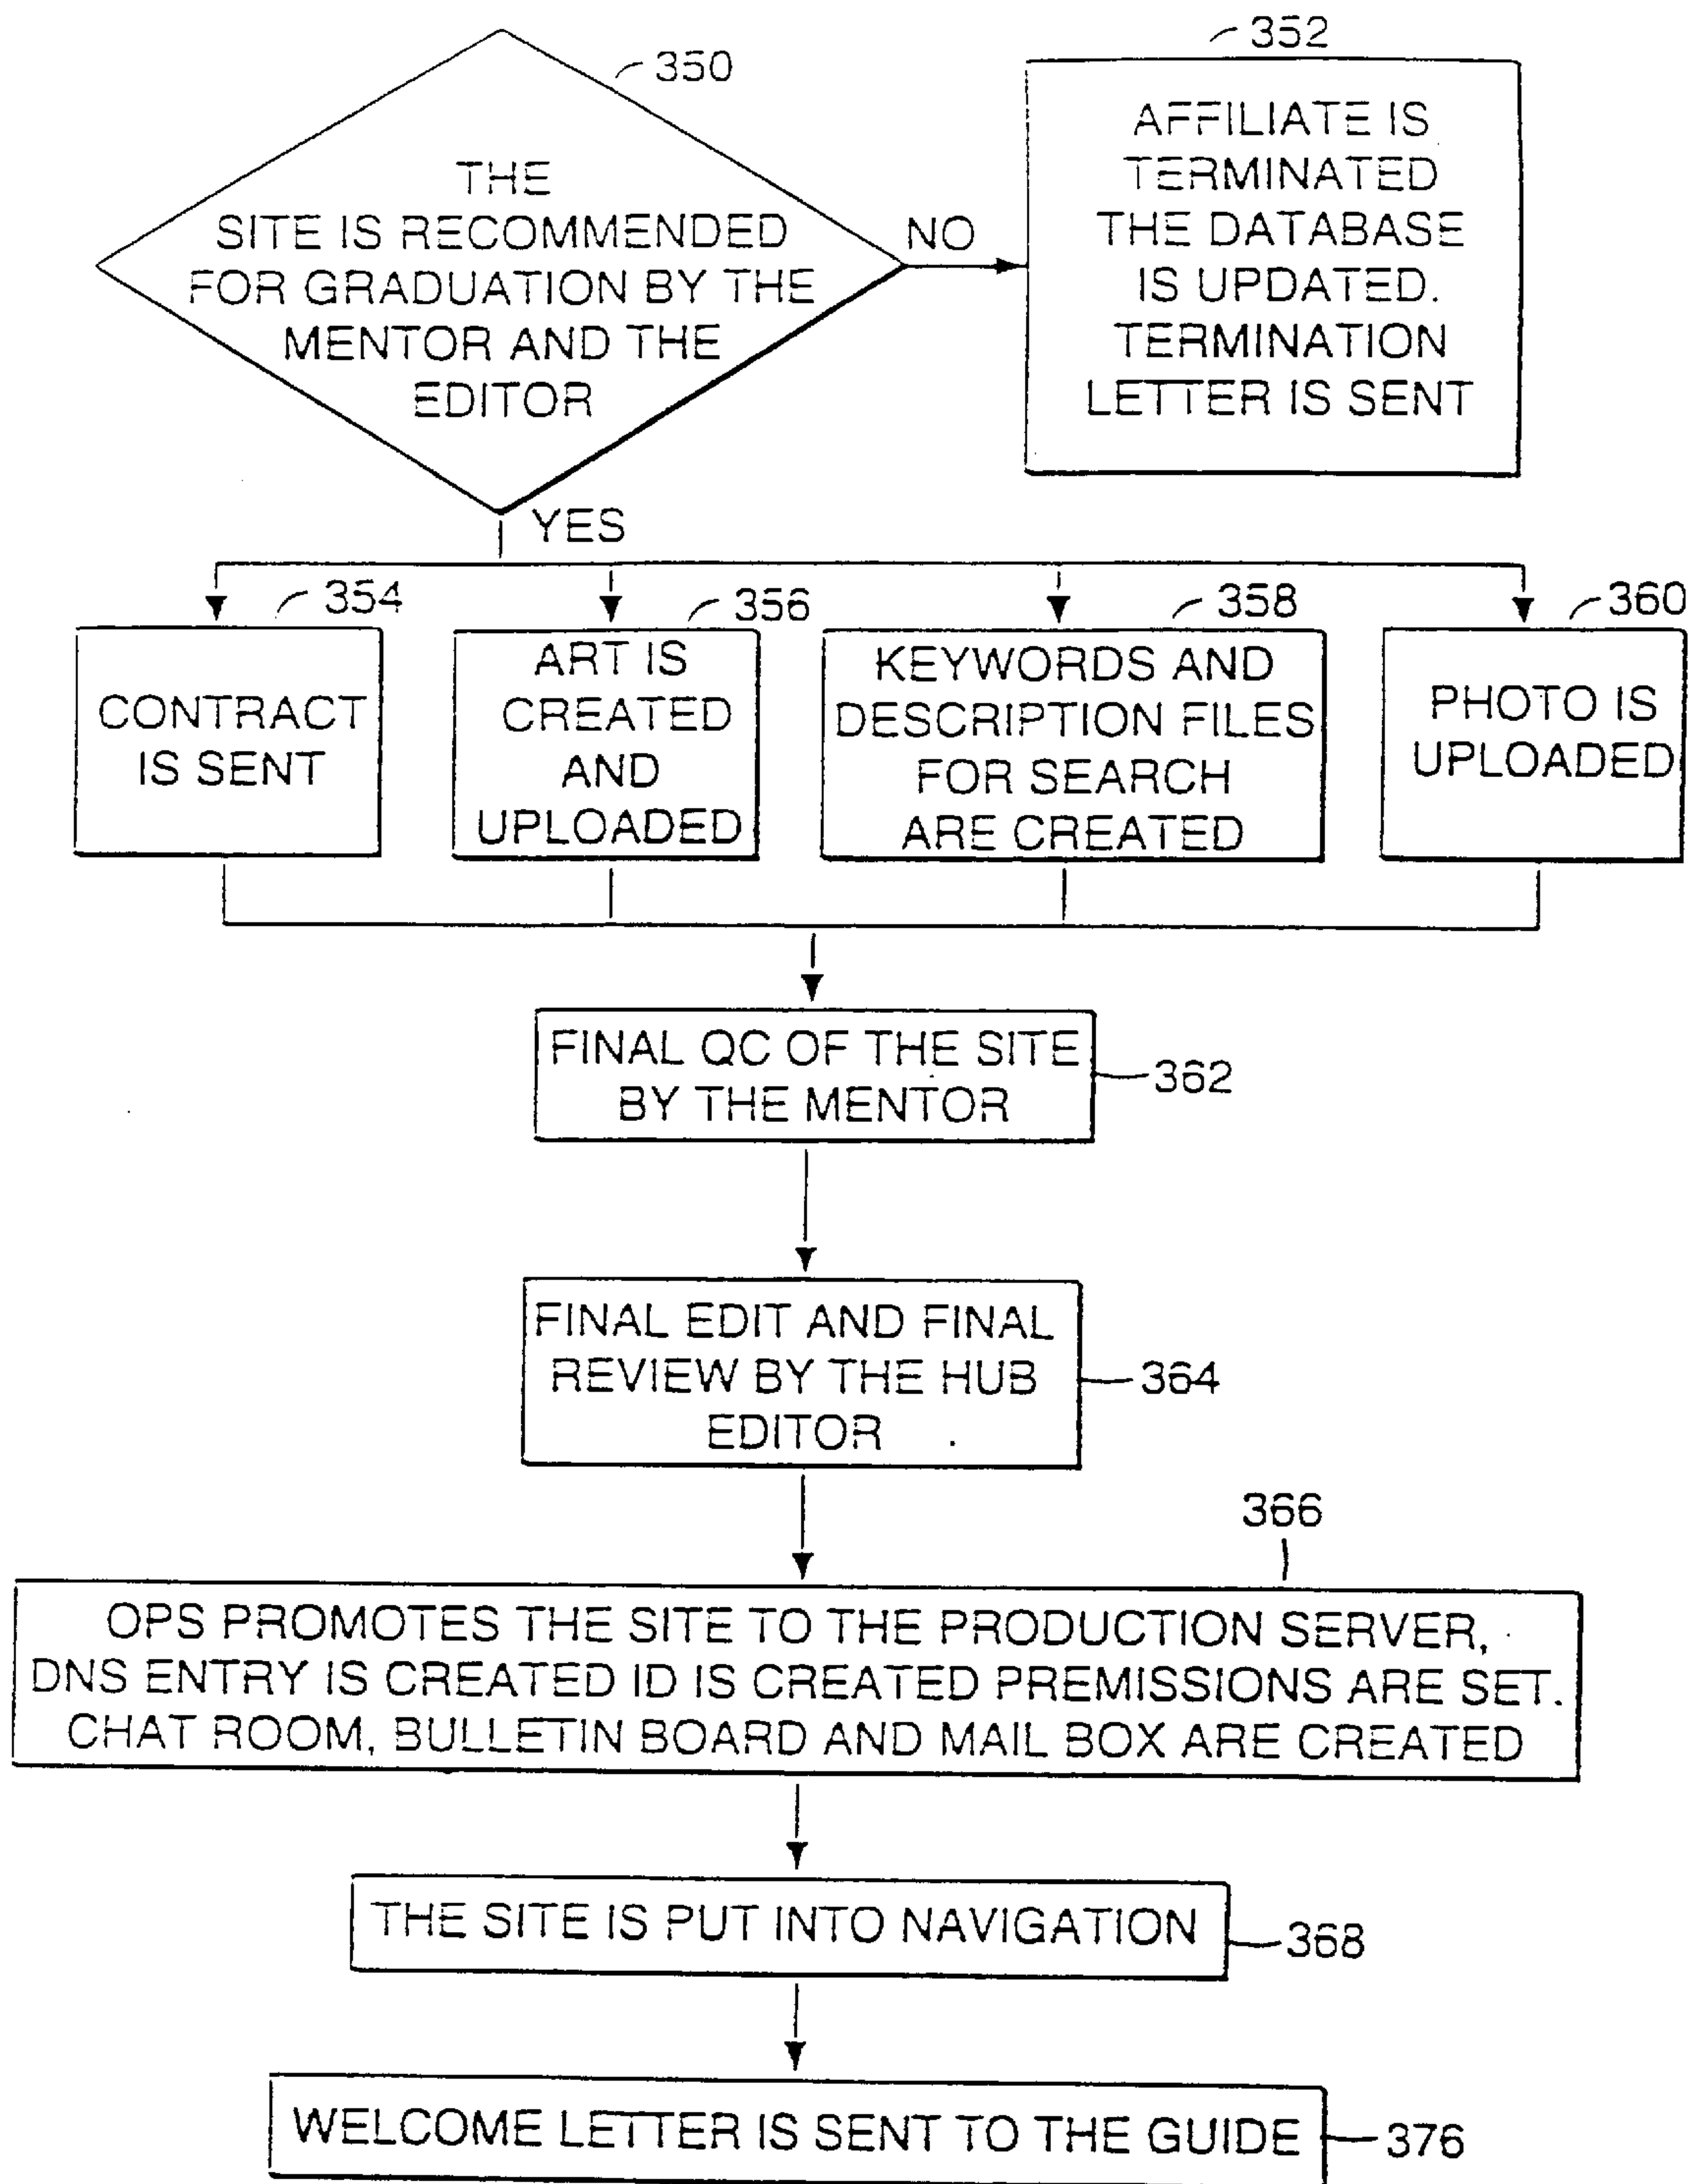 350
THE
SITE IS RECOMMENDED
FOR GRADUATION BY THE
MENTOR AND THE
EDITOR
NO
352
AFFILIATE IS
TERMINATED
THE DATABASE
IS UPDATED.
TERMINATION
LETTER IS SENT
YES
354
CONTRACT
IS SENT
356
ART IS
CREATED
AND
UPLOADED
358
KEYWORDS AND
DESCRIPTION FILES
FOR SEARCH
ARE CREATED
360
PHOTO IS
UPLOADED
FINAL QC OF THE SITE
BY THE MENTOR
362
FINAL EDIT AND FINAL
REVIEW BY THE HUB
EDITOR
364
366
OPS PROMOTES THE SITE TO THE PRODUCTION SERVER,
DNS ENTRY IS CREATED ID IS CREATED PREMISSIONS ARE SET.
CHAT ROOM, BULLETIN BOARD AND MAIL BOX ARE CREATED
THE SITE IS PUT INTO NAVIGATION
368
WELCOME LETTER IS SENT TO THE GUIDE
376